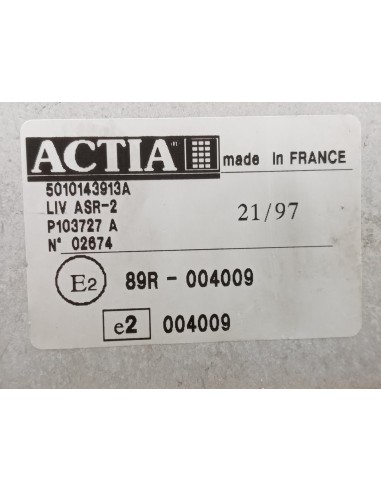 ACTIA made in FRANCE
5010143913A
LIV ASR-2
21/97
P103727 A
N° 02674
E2 89R - 004009
e2 004009